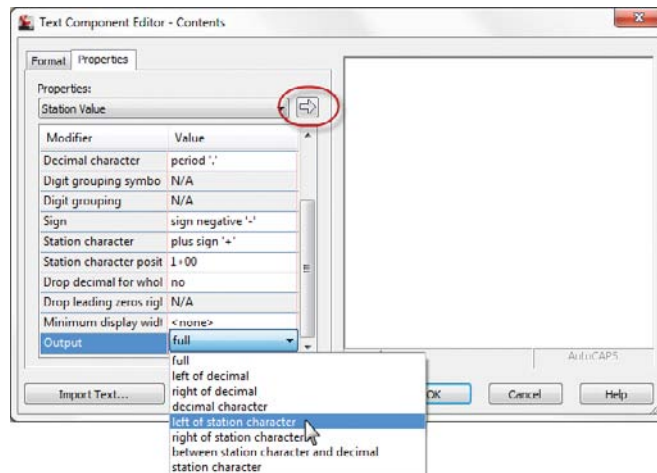 Text Component Editor - Contents
Format Properties
Properties:
Station Value
Modifier Value
Decimal character period '.'
Digit grouping symbo N/A
Digit grouping N/A
Sign sign negative '-'
Station character plus sign '+'
Station character posit 1+00
Drop decimal for whol no
Drop leading zeros rigl N/A
Minimum display widt <none>
Output full
full
left of decimal
right of decimal
decimal character
left of station character
right of station character
between station character and decimal
station character
AutoCAPS
Import Text...
OK
Cancel
Help